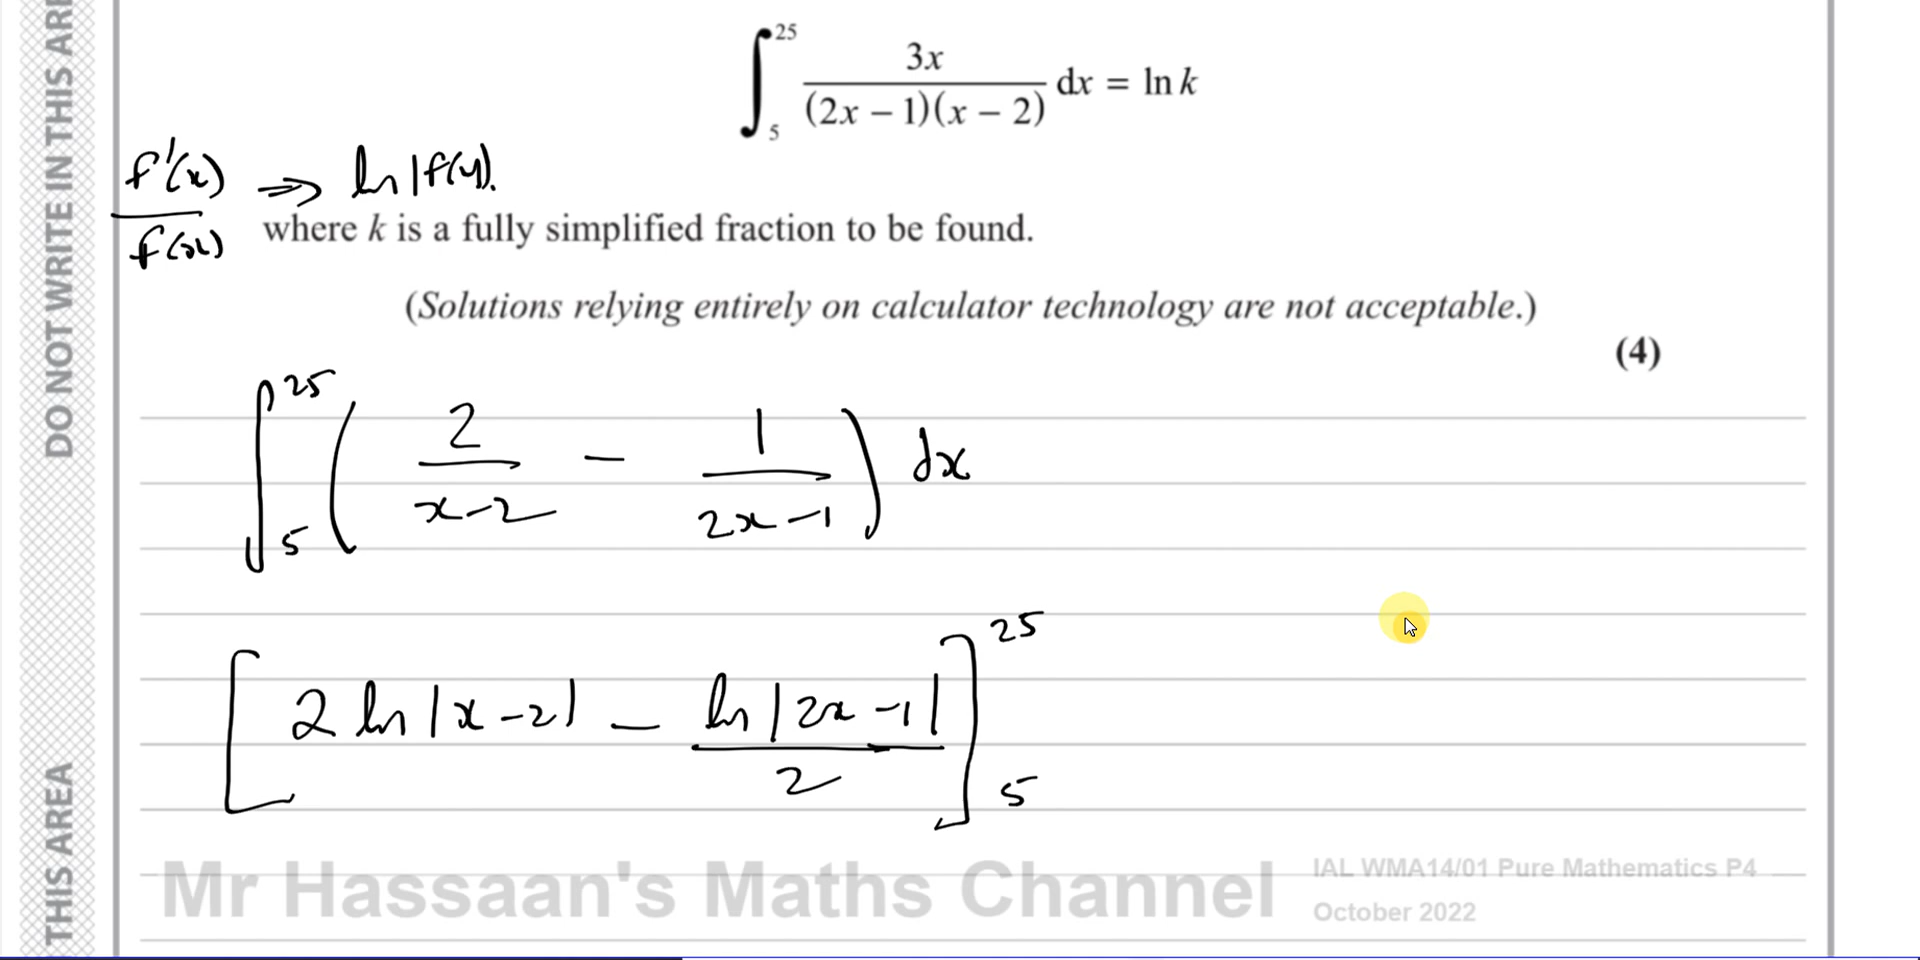 DO NOT WRITE IN THIS AR
THIS AREA
∫₅²⁵ 3x/((2x – 1)(x – 2)) dx = ln k
f'(x)/f(x) ⇒ ln|f(x)|.
where k is a fully simplified fraction to be found.
(Solutions relying entirely on calculator technology are not acceptable.)
(4)
∫₅²⁵ (2/(x-2) - 1/(2x-1)) dx
[2 ln|x-2| - ln|2x-1|/2]₅²⁵
Mr Hassaan's Maths Channel
IAL WMA14/01 Pure Mathematics P4
October 2022